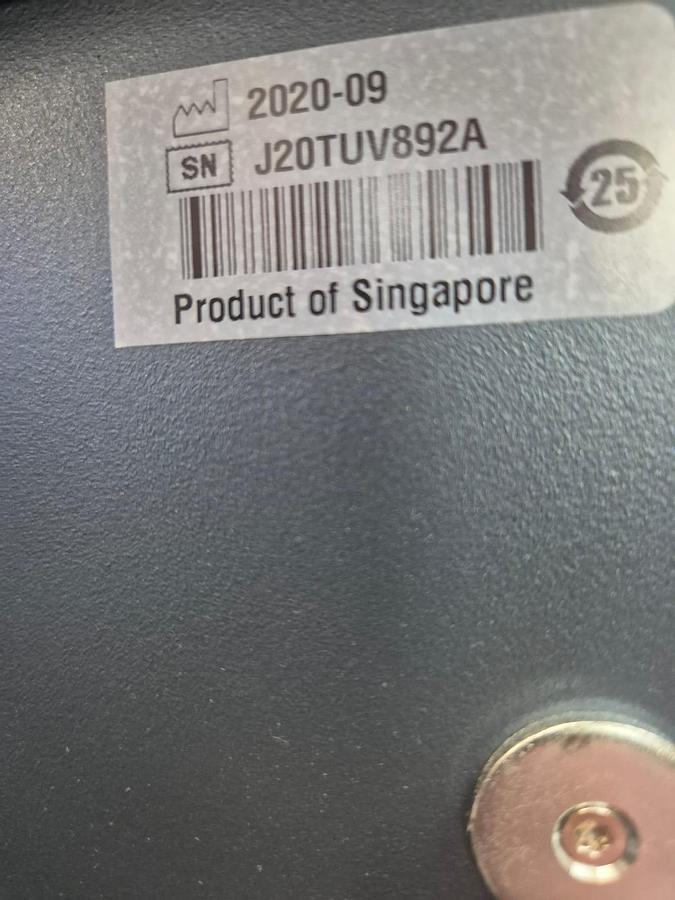 2020-09
SN J20TUV892A
25
Product of Singapore